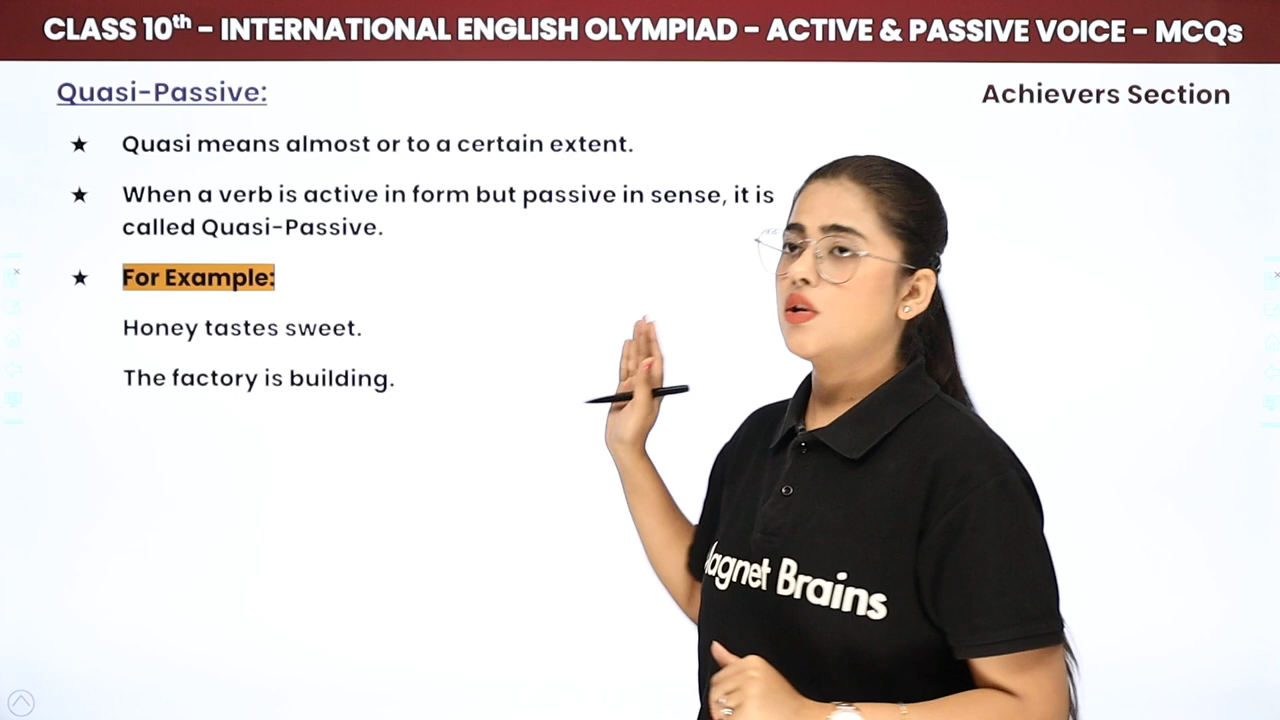 CLASS 10th – INTERNATIONAL ENGLISH OLYMPIAD – ACTIVE & PASSIVE VOICE – MCQs
Quasi-Passive:
Achievers Section
★ Quasi means almost or to a certain extent.
★ When a verb is active in form but passive in sense, it is
called Quasi-Passive.
★ For Example:
Honey tastes sweet.
The factory is building.
agnet Brains